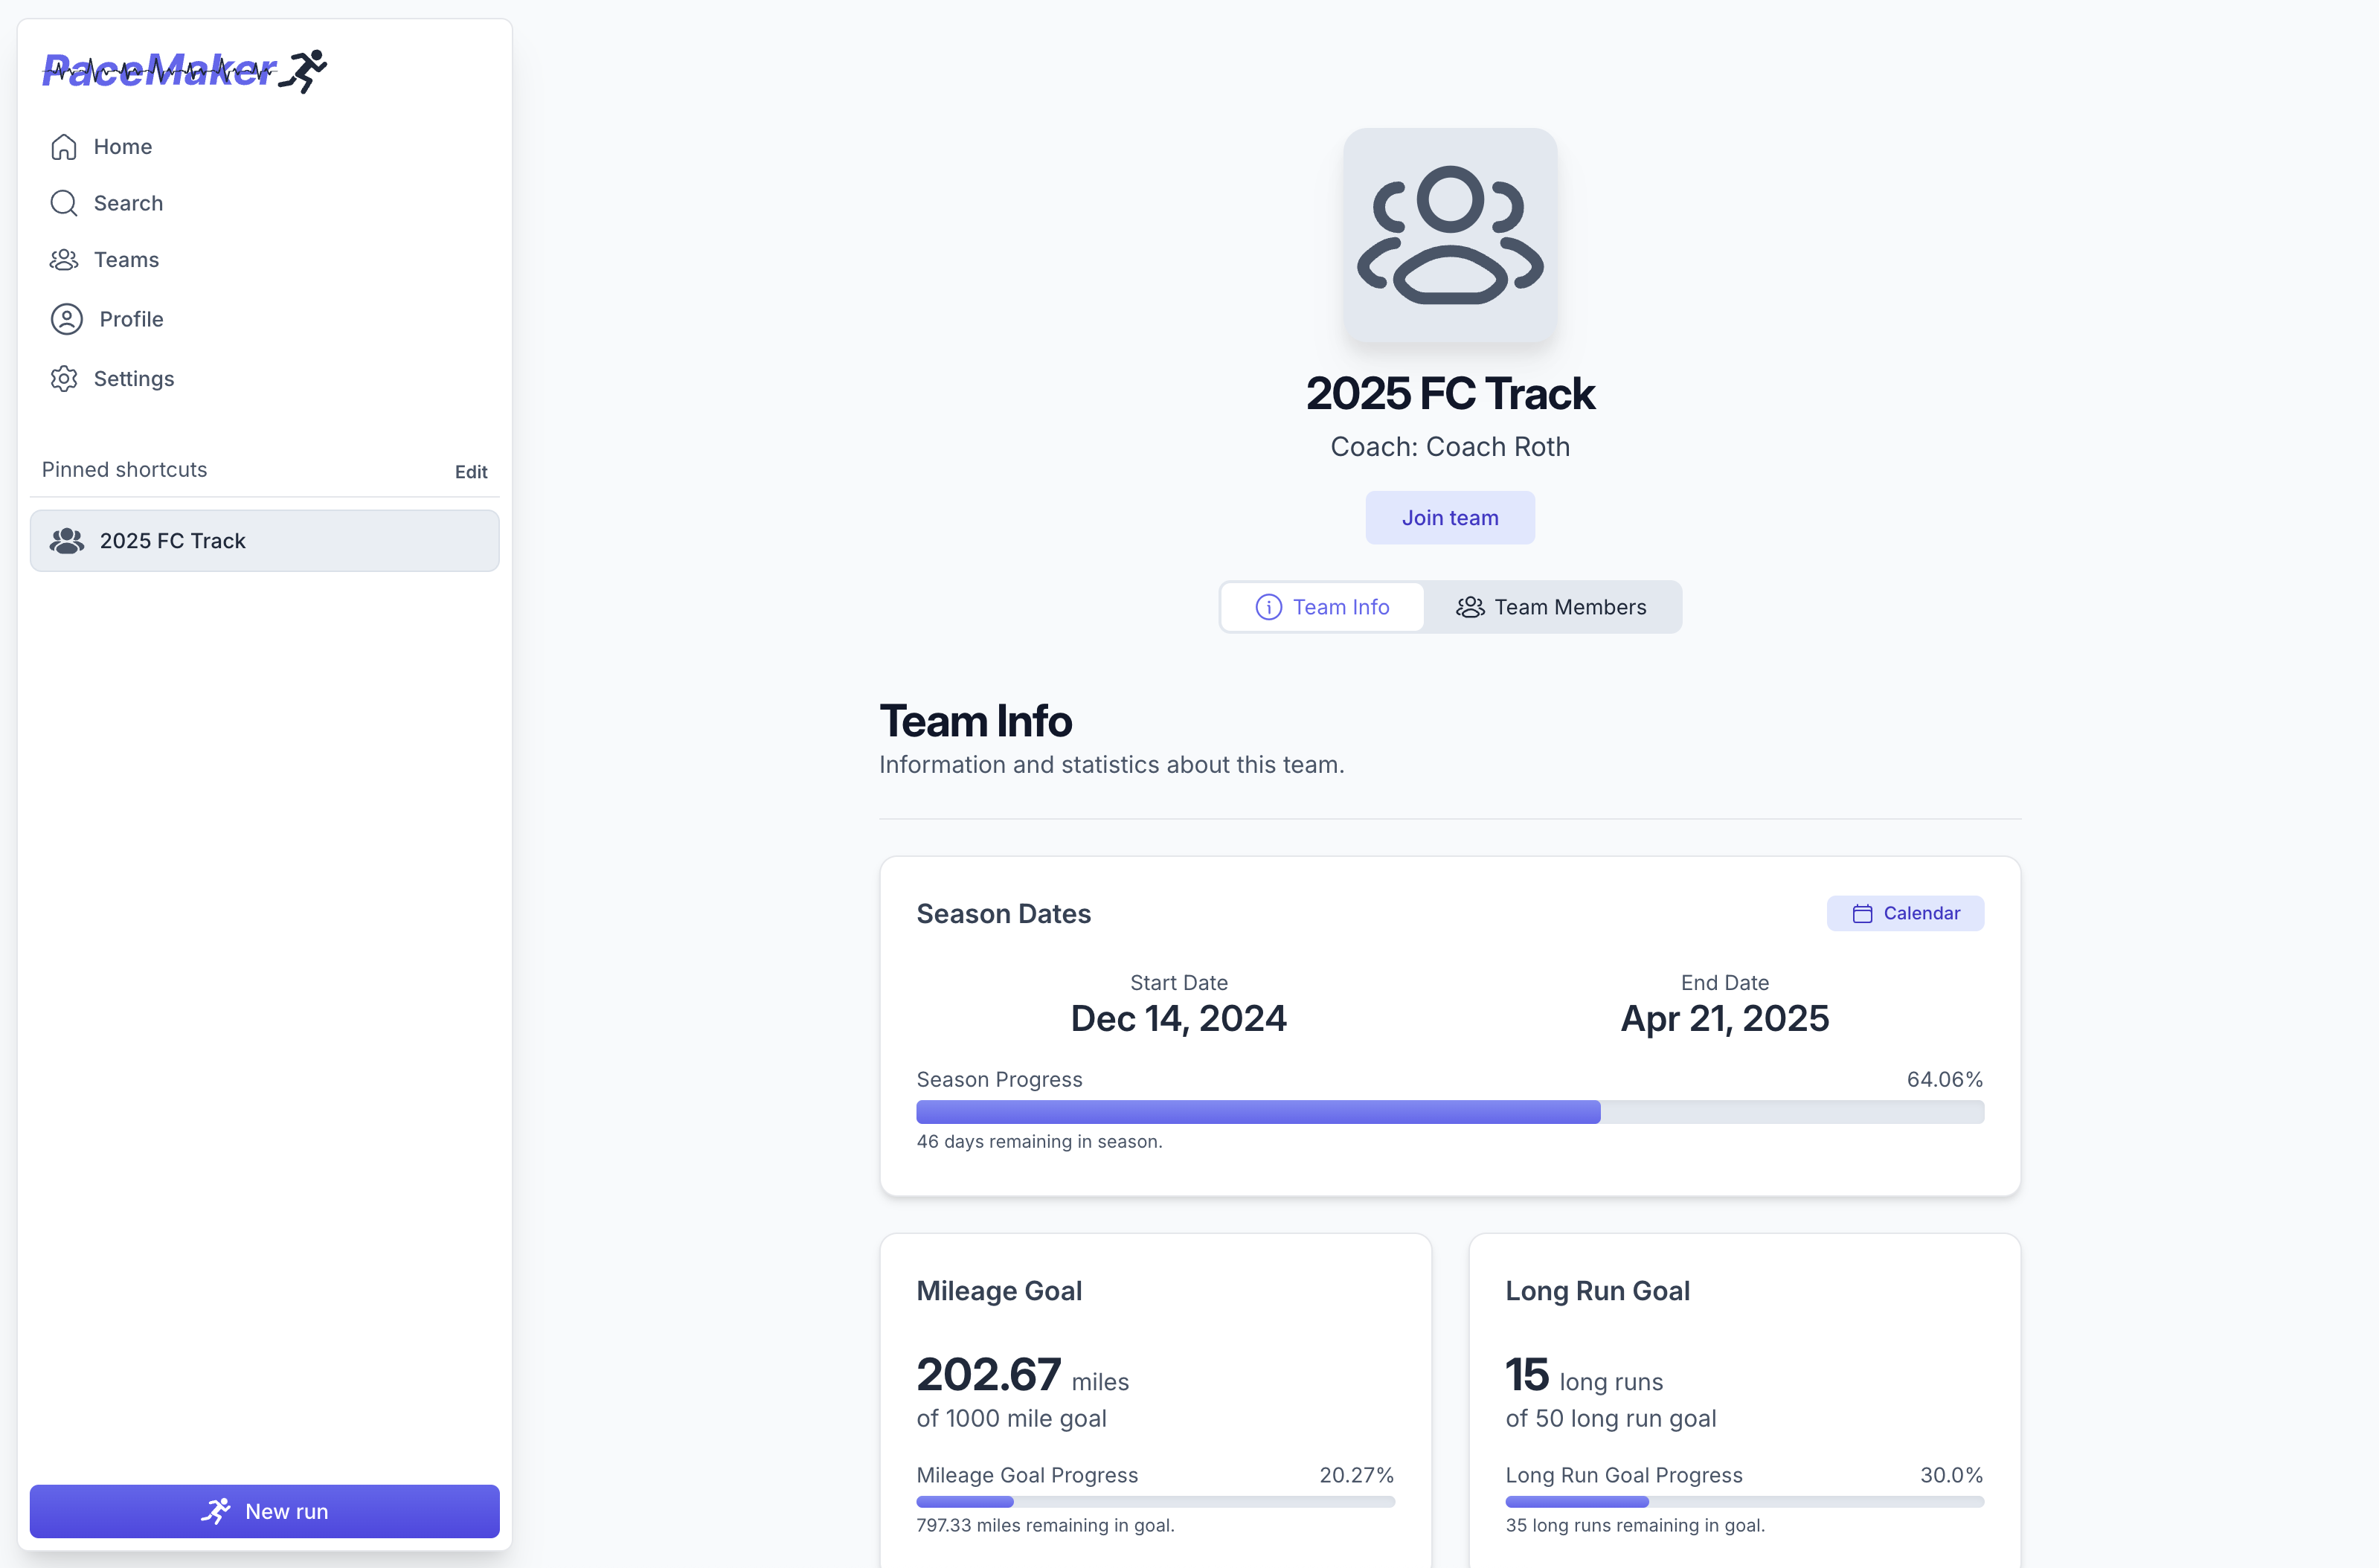 PaceMaker
Home
Search
Teams
Profile
Settings
Pinned shortcuts
Edit
2025 FC Track
New run
2025 FC Track
Coach: Coach Roth
Join team
Team Info
Team Members
Team Info
Information and statistics about this team.
Season Dates
Calendar
Start Date
Dec 14, 2024
End Date
Apr 21, 2025
Season Progress
64.06%
46 days remaining in season.
Mileage Goal
202.67 miles
of 1000 mile goal
Mileage Goal Progress
20.27%
797.33 miles remaining in goal.
Long Run Goal
15 long runs
of 50 long run goal
Long Run Goal Progress
30.0%
35 long runs remaining in goal.